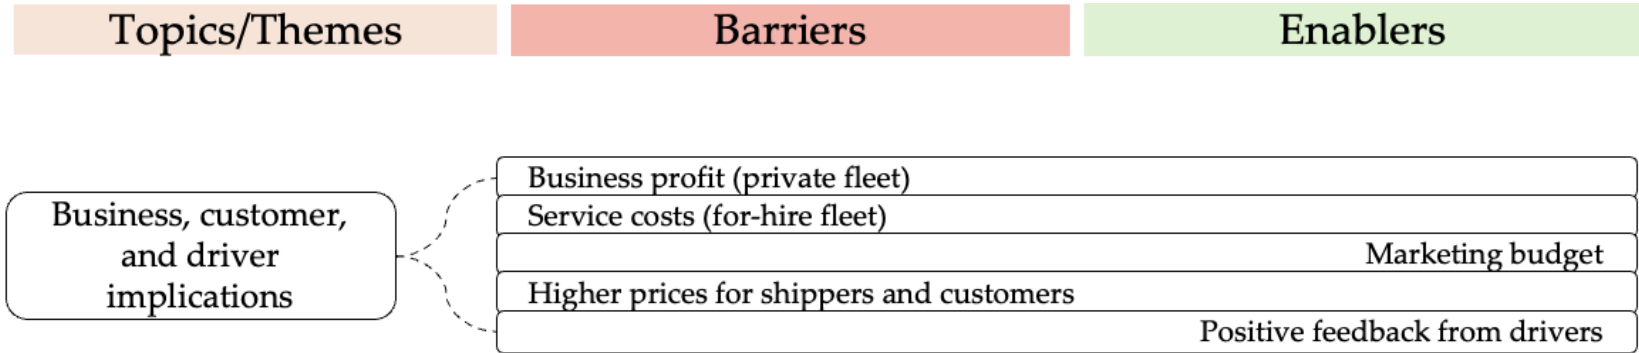 Topics/Themes
Barriers
Enablers
Business, customer,
and driver
implications
Business profit (private fleet)
Service costs (for-hire fleet)
Marketing budget
Higher prices for shippers and customers
Positive feedback from drivers